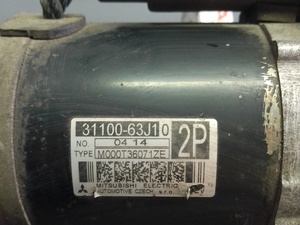 31100-63J10
2P
NO. 04 14
TYPE M000T36071ZE
MITSUBISHI ELECTRIC
AUTOMOTIVE CZECH s.r.o.